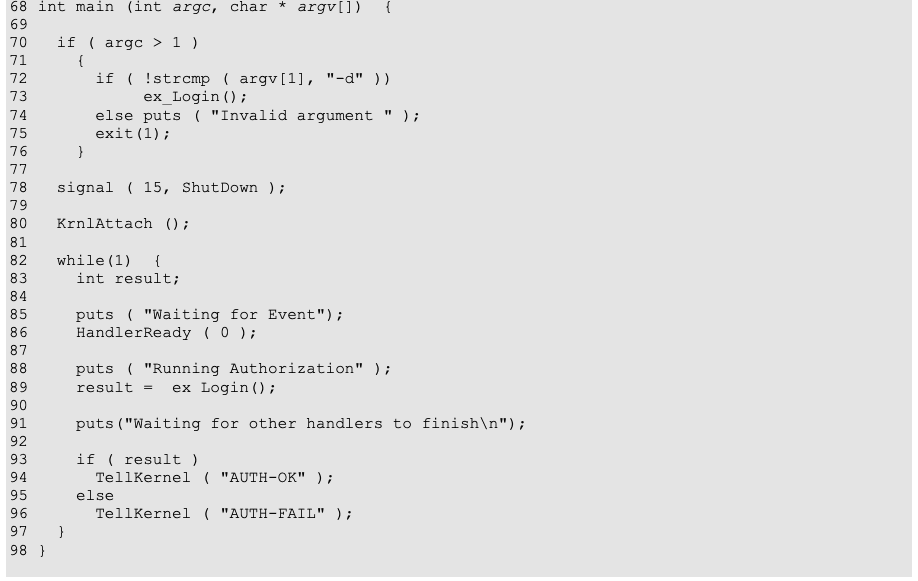 68 int main (int argc, char * argv[])  {
69
70   if ( argc > 1 )
71     {
72       if ( !strcmp ( argv[1], "-d" ))
73            ex_Login();
74       else puts ( "Invalid argument " );
75       exit(1);
76     }
77
78   signal ( 15, ShutDown );
79
80   KrnlAttach ();
81
82   while(1)  {
83     int result;
84
85     puts ( "Waiting for Event");
86     HandlerReady ( 0 );
87
88     puts ( "Running Authorization" );
89     result =  ex Login();
90
91     puts("Waiting for other handlers to finish\n");
92
93     if ( result )
94       TellKernel ( "AUTH-OK" );
95     else
96       TellKernel ( "AUTH-FAIL" );
97   }
98 }